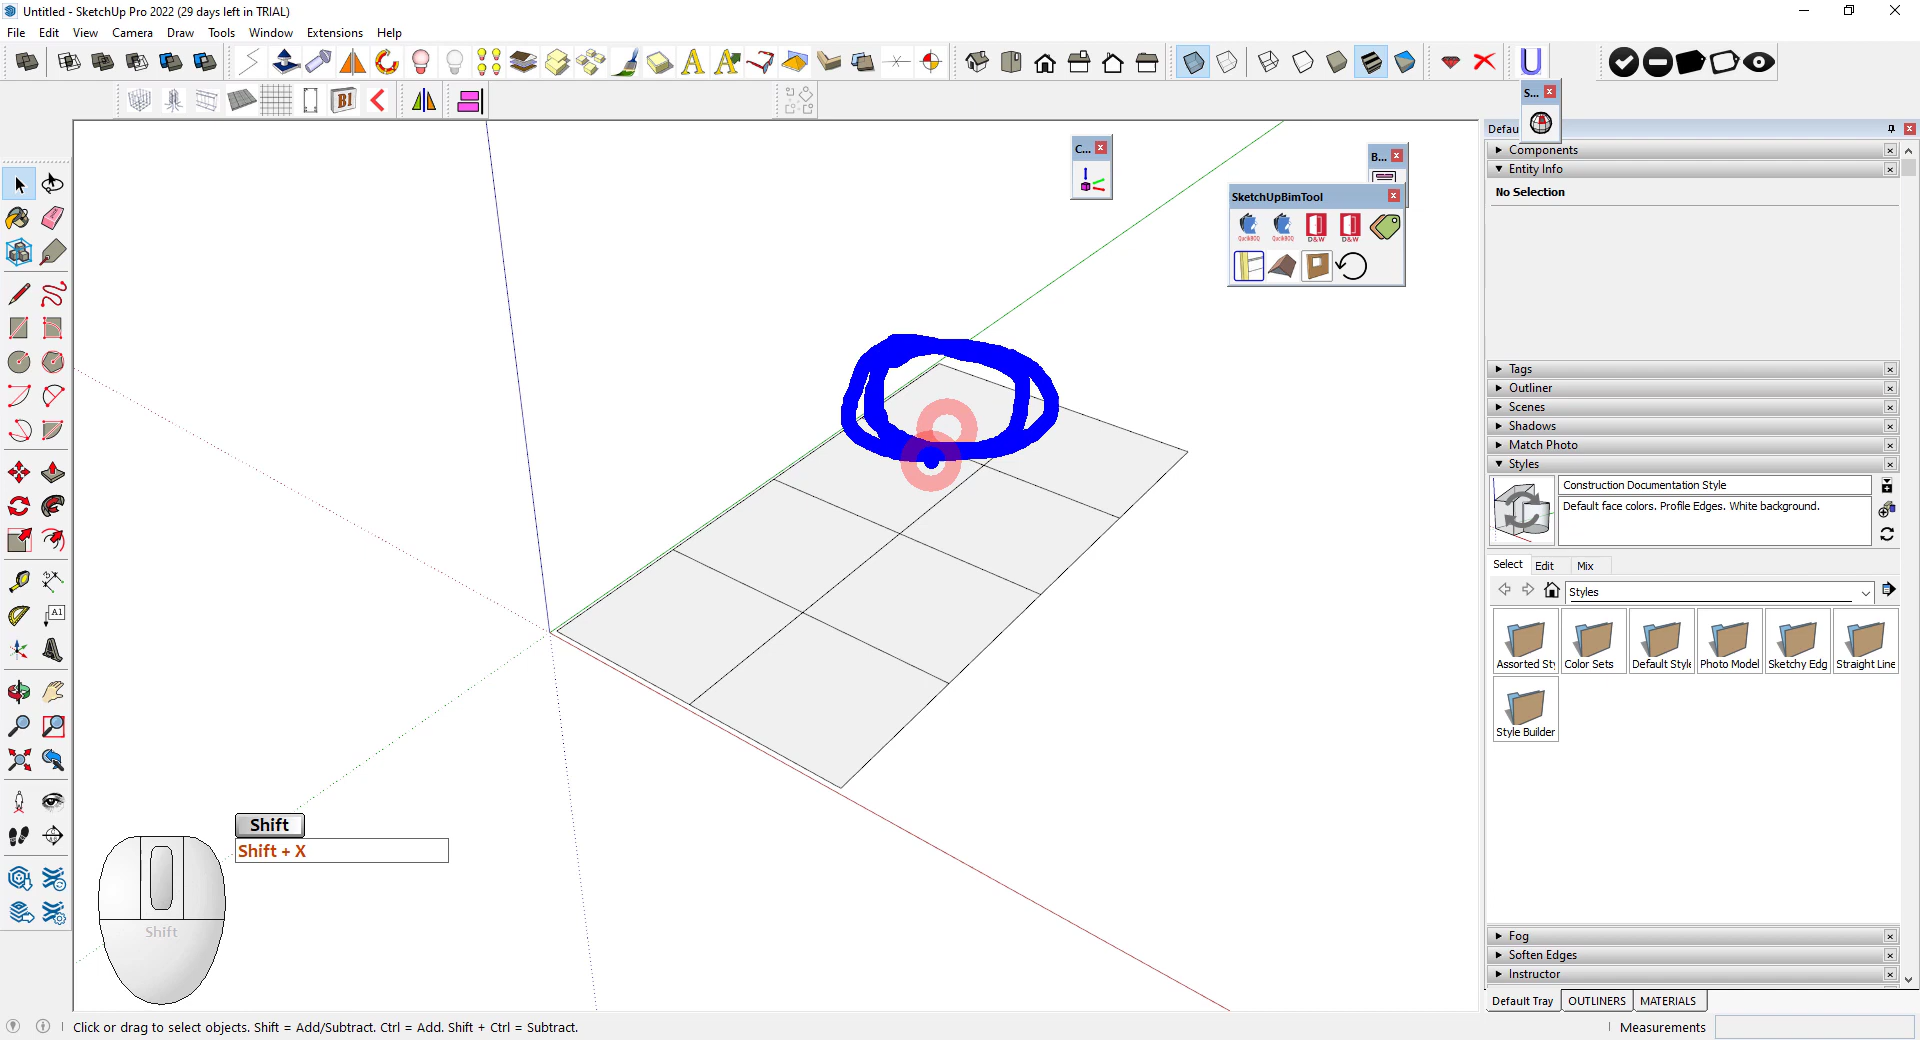 Untitled - SketchUp Pro 2022 (29 days left in TRIAL)
File Edit View Camera Draw Tools Window Extensions Help
BI
S...
C...
B...
SketchUpBimTool
QucikBOQ QucikBOQ D&W D&W
Defau
Components
Entity Info
No Selection
Tags
Outliner
Scenes
Shadows
Match Photo
Styles
Construction Documentation Style
Default face colors. Profile Edges. White background.
Select Edit Mix
Styles
Assorted Sty Color Sets Default Style Photo Model Sketchy Edg Straight Line
Style Builder
A1
Shift
Shift + X
Shift
Fog
Soften Edges
Instructor
Default Tray OUTLINERS MATERIALS
Click or drag to select objects. Shift = Add/Subtract. Ctrl = Add. Shift + Ctrl = Subtract.
Measurements